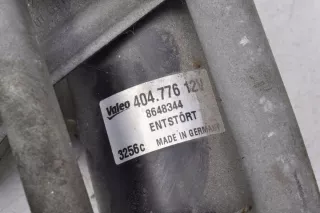 Valeo 404.776 12V
8648344
ENTSTÖRT
3256c MADE IN GERMANY